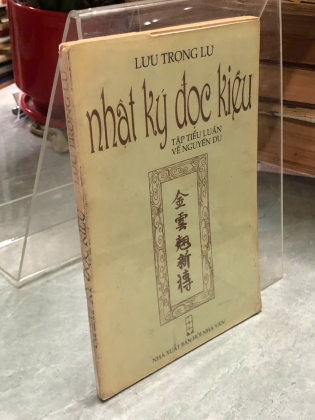 LƯU TRỌNG LƯ
nhật ký đọc kiều
TẬP TIỂU LUẬN
VỀ NGUYỄN DU
金雲翹新傳
NHÀ XUẤT BẢN HỘI NHÀ VĂN